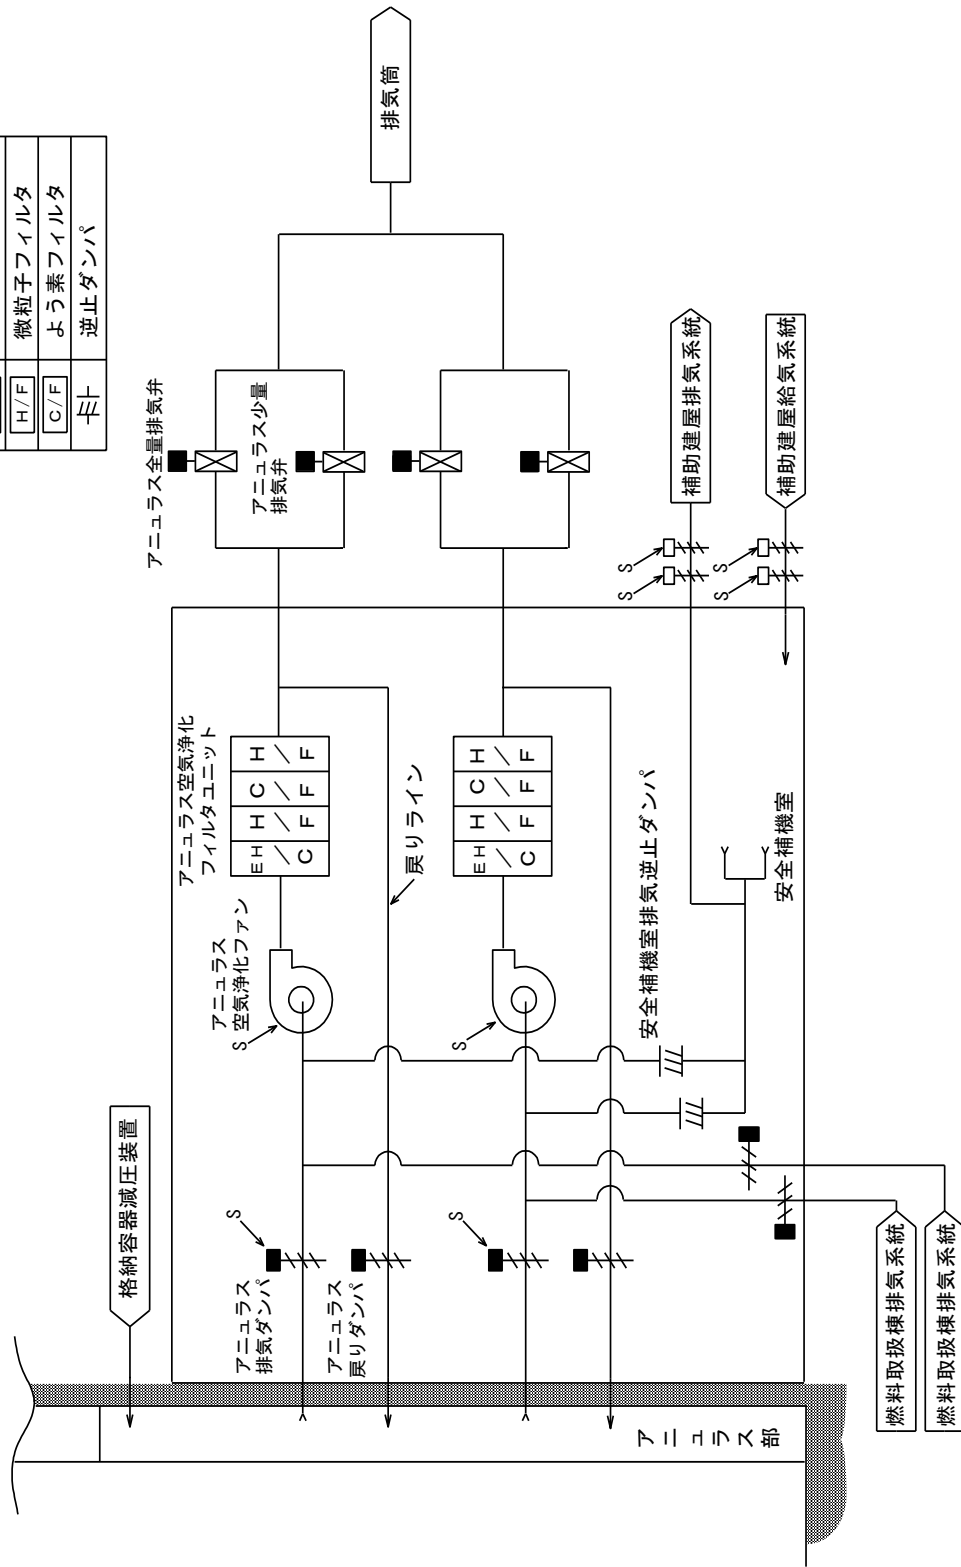 H/F 微粒子フィルタ
C/F よう素フィルタ
逆止ダンパ
排気筒
アニュラス全量排気弁
アニュラス少量
排気弁
補助建屋排気系統
補助建屋給気系統
S
S
S
S
アニュラス空気浄化
フィルタユニット
EH/C
H/F
C/F
H/F
EH/C
H/F
C/F
H/F
戻りライン
アニュラス
空気浄化ファン
S
S
安全補機室排気逆止ダンパ
安全補機室
格納容器減圧装置
S
S
アニュラス
排気ダンパ
アニュラス
戻りダンパ
アニュラス部
燃料取扱棟排気系統
燃料取扱棟排気系統